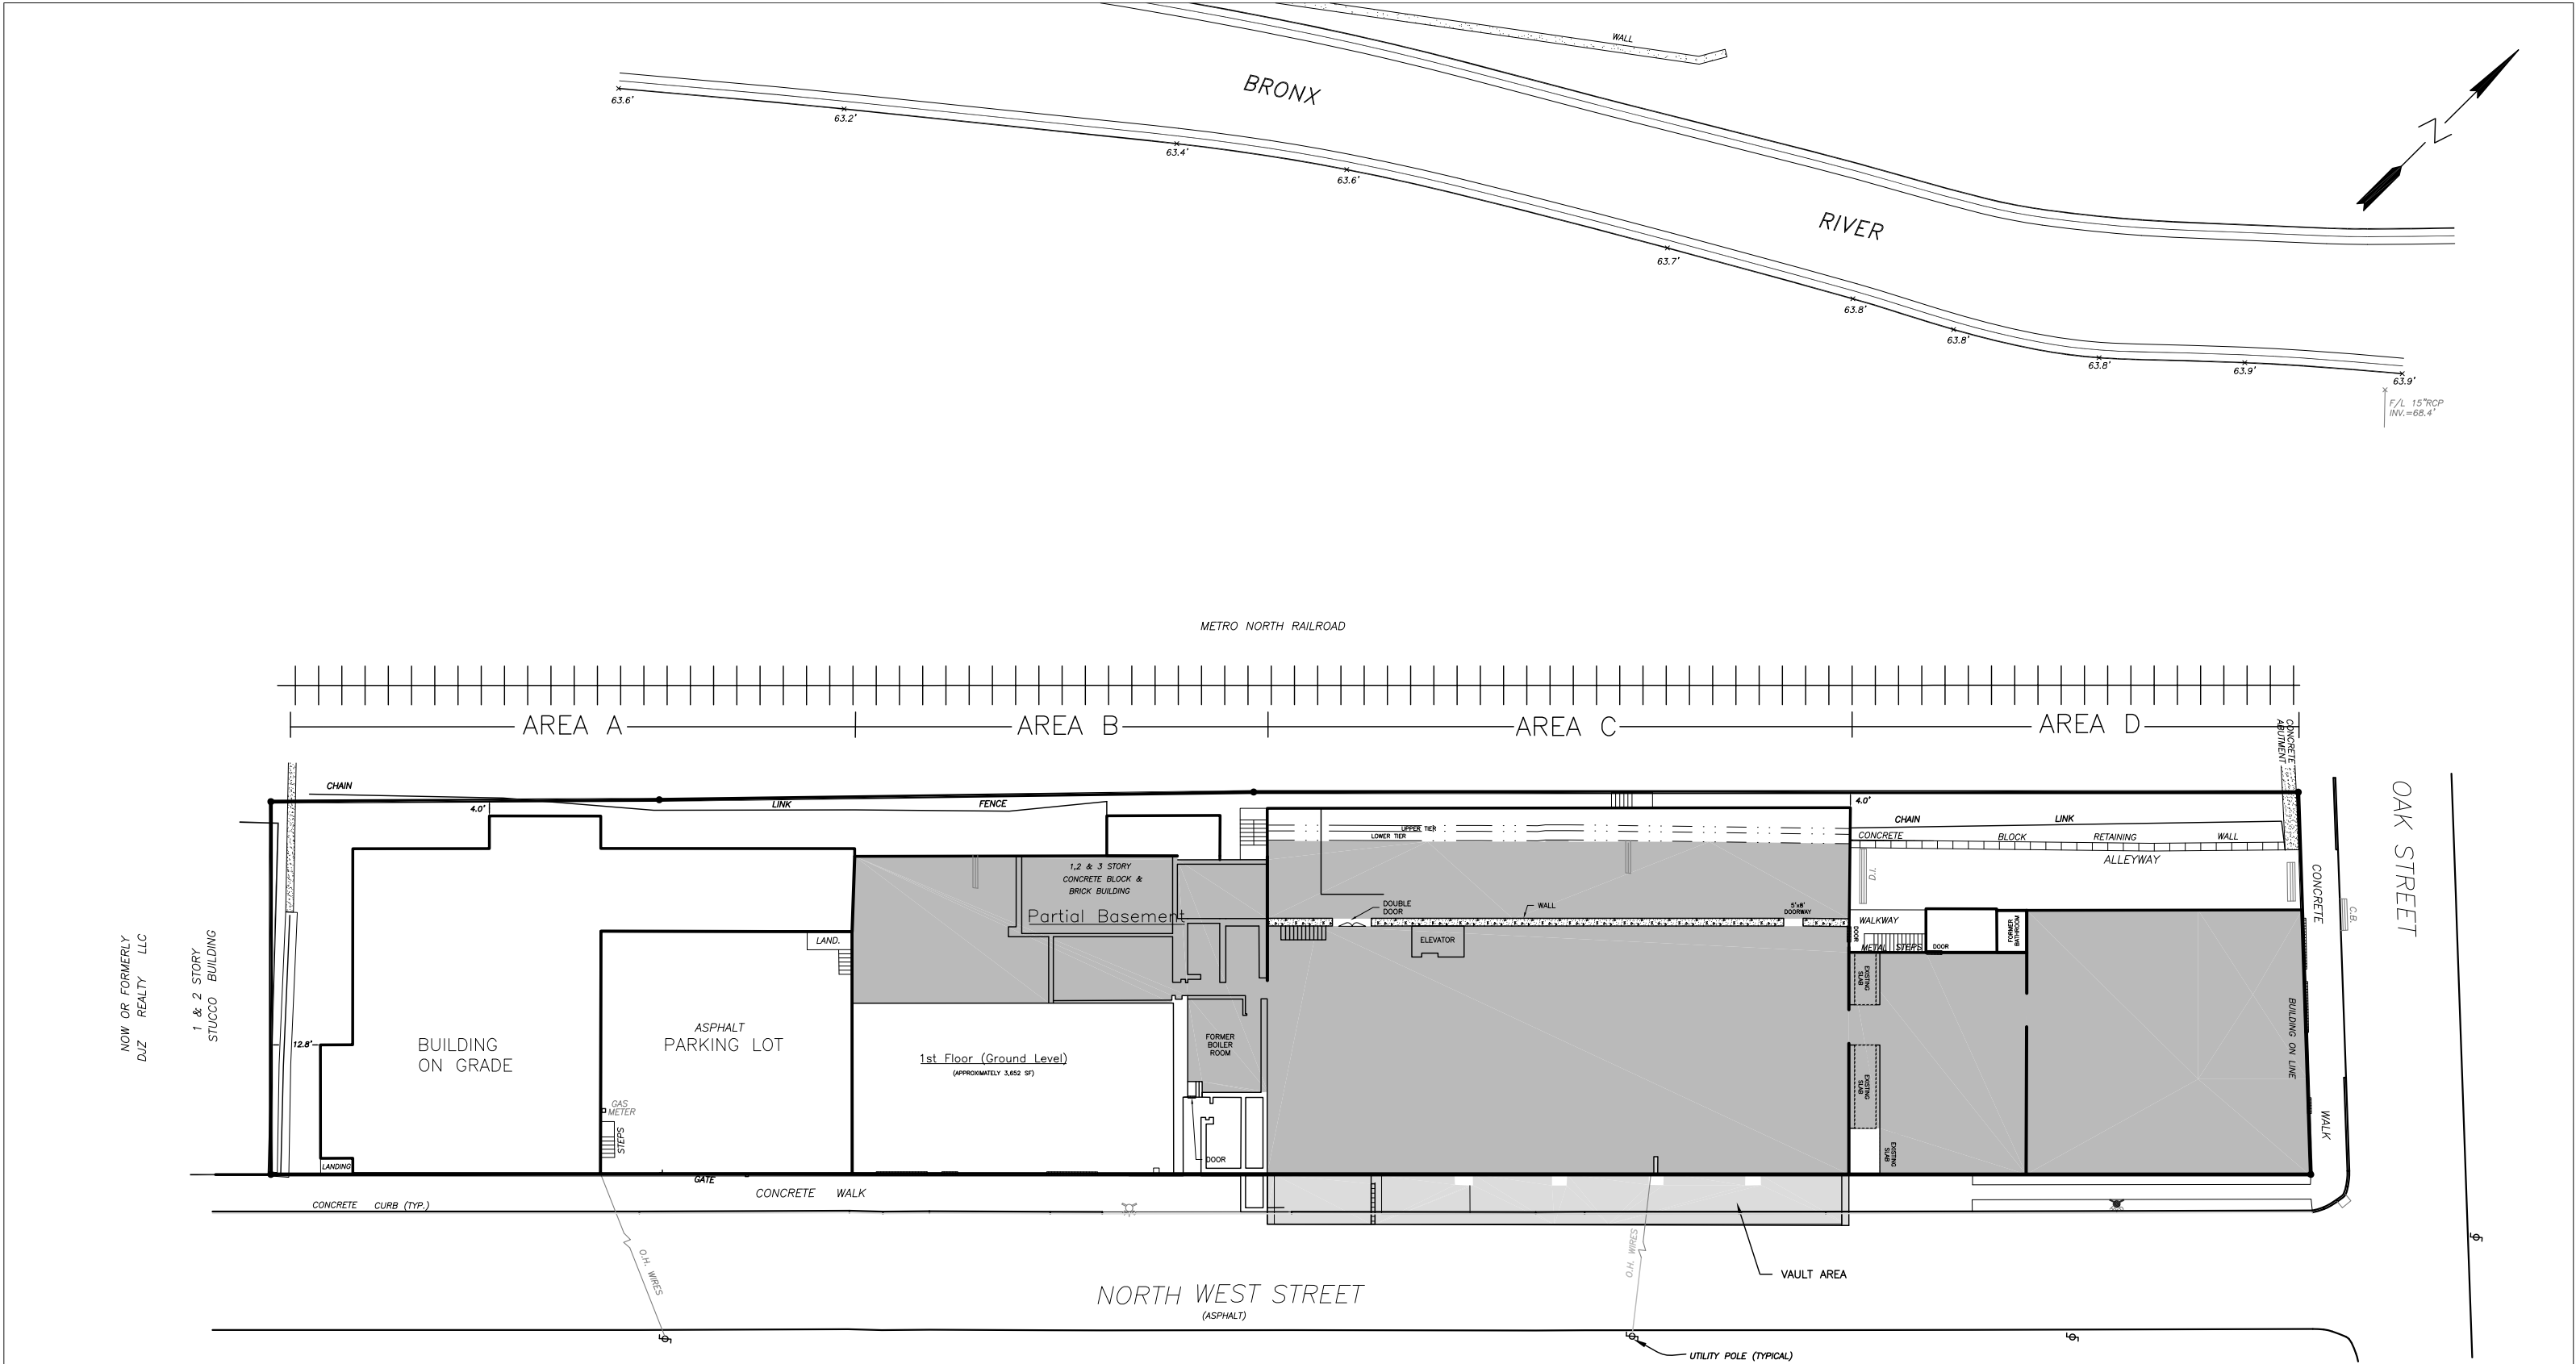 WALL
BRONX
RIVER
N
63.6'
63.2'
63.4'
63.6'
63.7'
63.8'
63.8'
63.8'
63.9'
63.9'
F/L 15"RCP
INV.=68.4'
METRO NORTH RAILROAD
AREA A
AREA B
AREA C
AREA D
CONCRETE
ABUTMENT
OAK STREET
CHAIN
LINK
FENCE
4.0'
4.0'
CHAIN
LINK
UPPER TIER
LOWER TIER
CONCRETE
BLOCK
RETAINING
WALL
ALLEYWAY
1,2 & 3 STORY
CONCRETE BLOCK &
BRICK BUILDING
Partial Basement
DOUBLE
DOOR
WALL
5'x8'
DOORWAY
D.I.
CONCRETE
C.B.
WALKWAY
DOOR
METAL STEPS
DOOR
FORMER
BATHROOM
LAND.
ELEVATOR
EXISTING
SLAB
NOW OR FORMERLY
DJZ REALTY LLC
1 & 2 STORY
STUCCO BUILDING
12.8'
BUILDING
ON GRADE
ASPHALT
PARKING LOT
1st Floor (Ground Level)
(APPROXIMATELY 3,652 SF)
FORMER
BOILER
ROOM
EXISTING
SLAB
BUILDING ON LINE
GAS
METER
STEPS
EXISTING
SLAB
WALK
LANDING
DOOR
GATE
CONCRETE WALK
CONCRETE CURB (TYP.)
O.H. WIRES
O.H. WIRES
VAULT AREA
NORTH WEST STREET
(ASPHALT)
UTILITY POLE (TYPICAL)